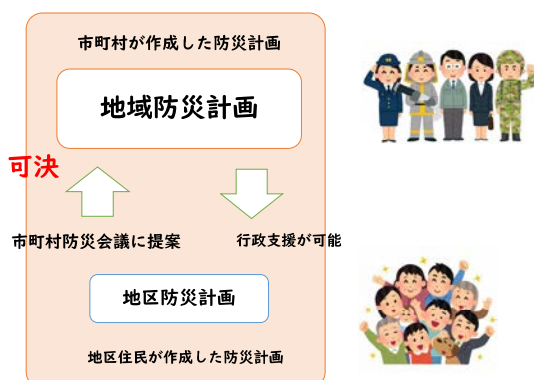 市町村が作成した防災計画
地域防災計画
可決
市町村防災会議に提案
行政支援が可能
地区防災計画
地区住民が作成した防災計画